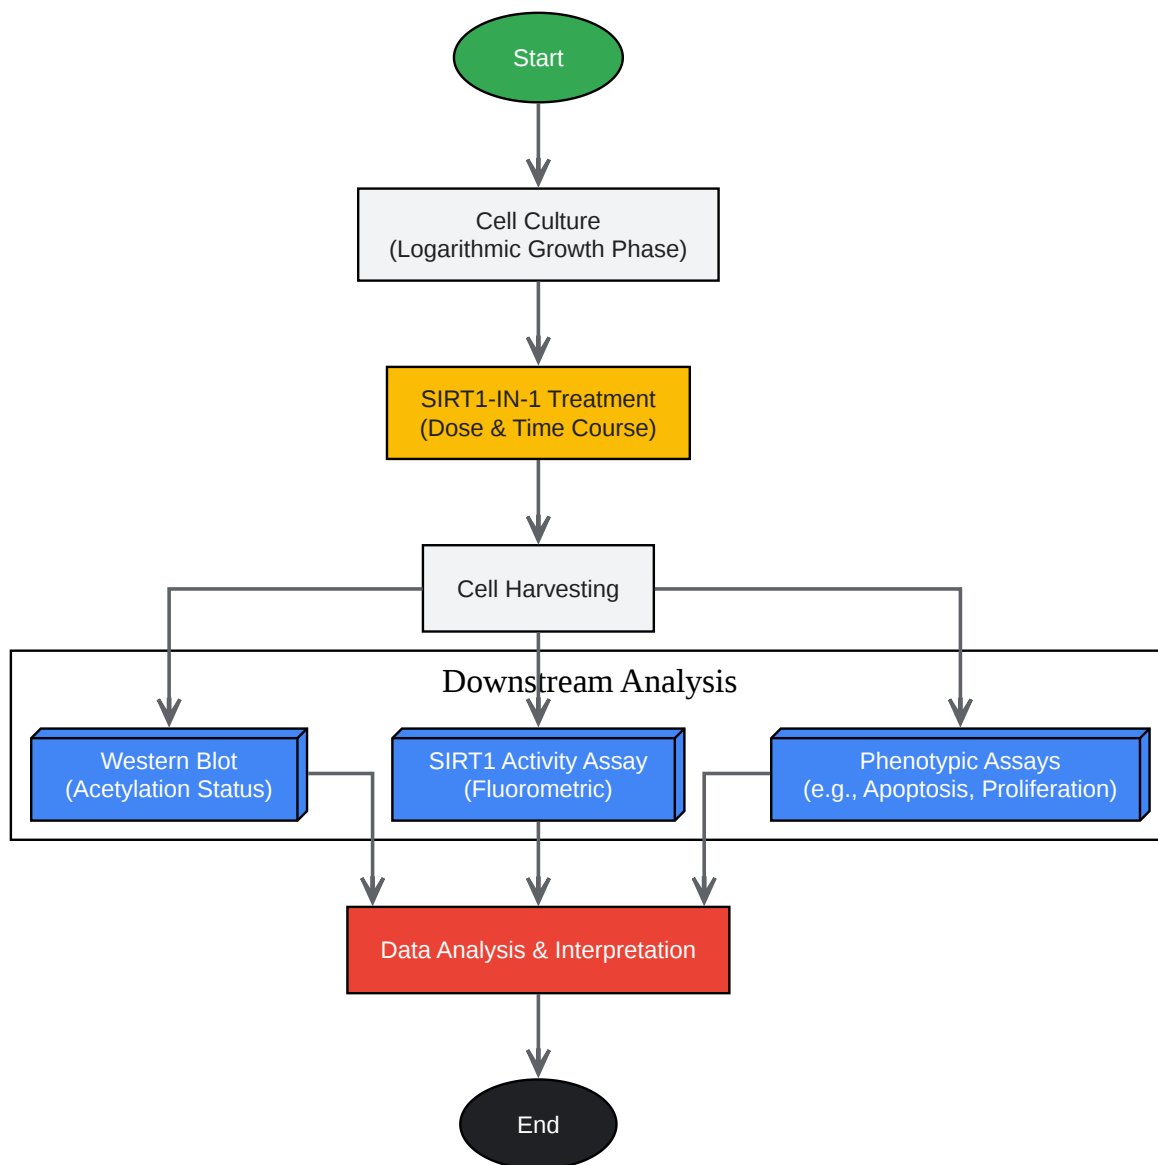 Start
Cell Culture
(Logarithmic Growth Phase)
SIRT1-IN-1 Treatment
(Dose & Time Course)
Cell Harvesting
Downstream Analysis
Western Blot
(Acetylation Status)
SIRT1 Activity Assay
(Fluorometric)
Phenotypic Assays
(e.g., Apoptosis, Proliferation)
Data Analysis & Interpretation
End